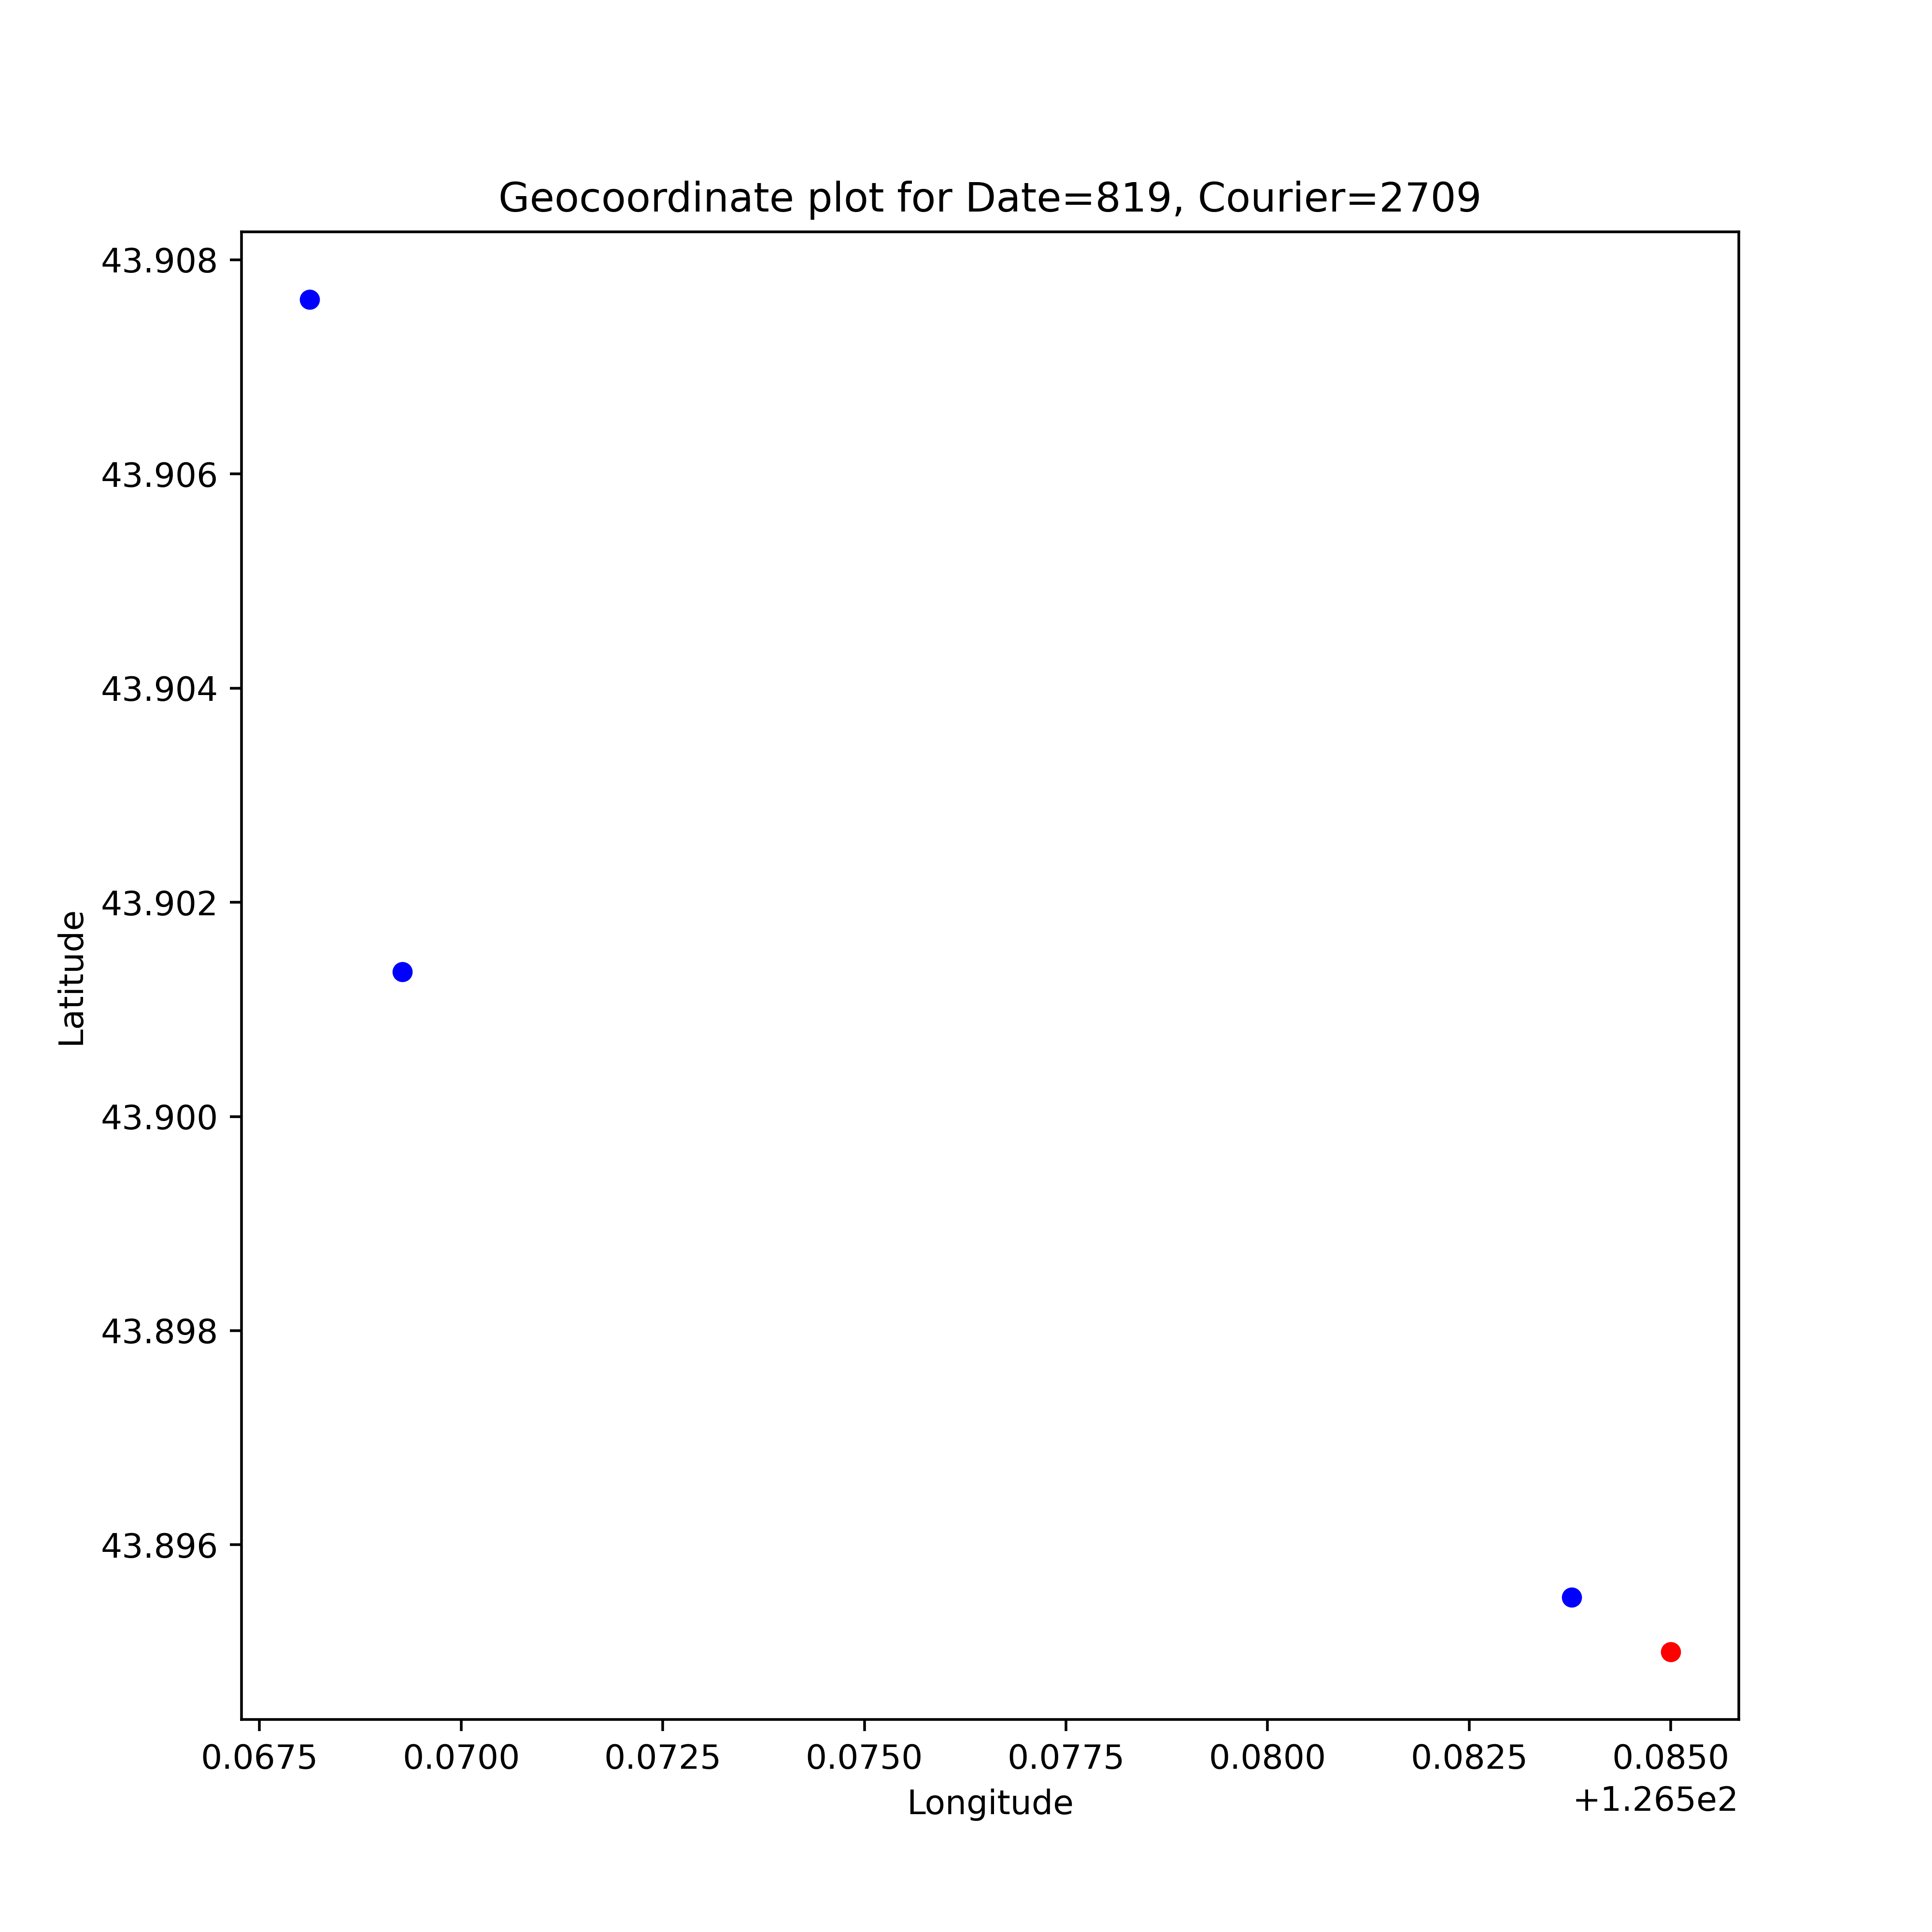 Geocoordinate plot for Date=819, Courier=2709
43.908
43.906
43.904
43.902
43.900
43.898
43.896
Latitude
0.0675 0.0700 0.0725 0.0750 0.0775 0.0800 0.0825 0.0850
+1.265e2
Longitude